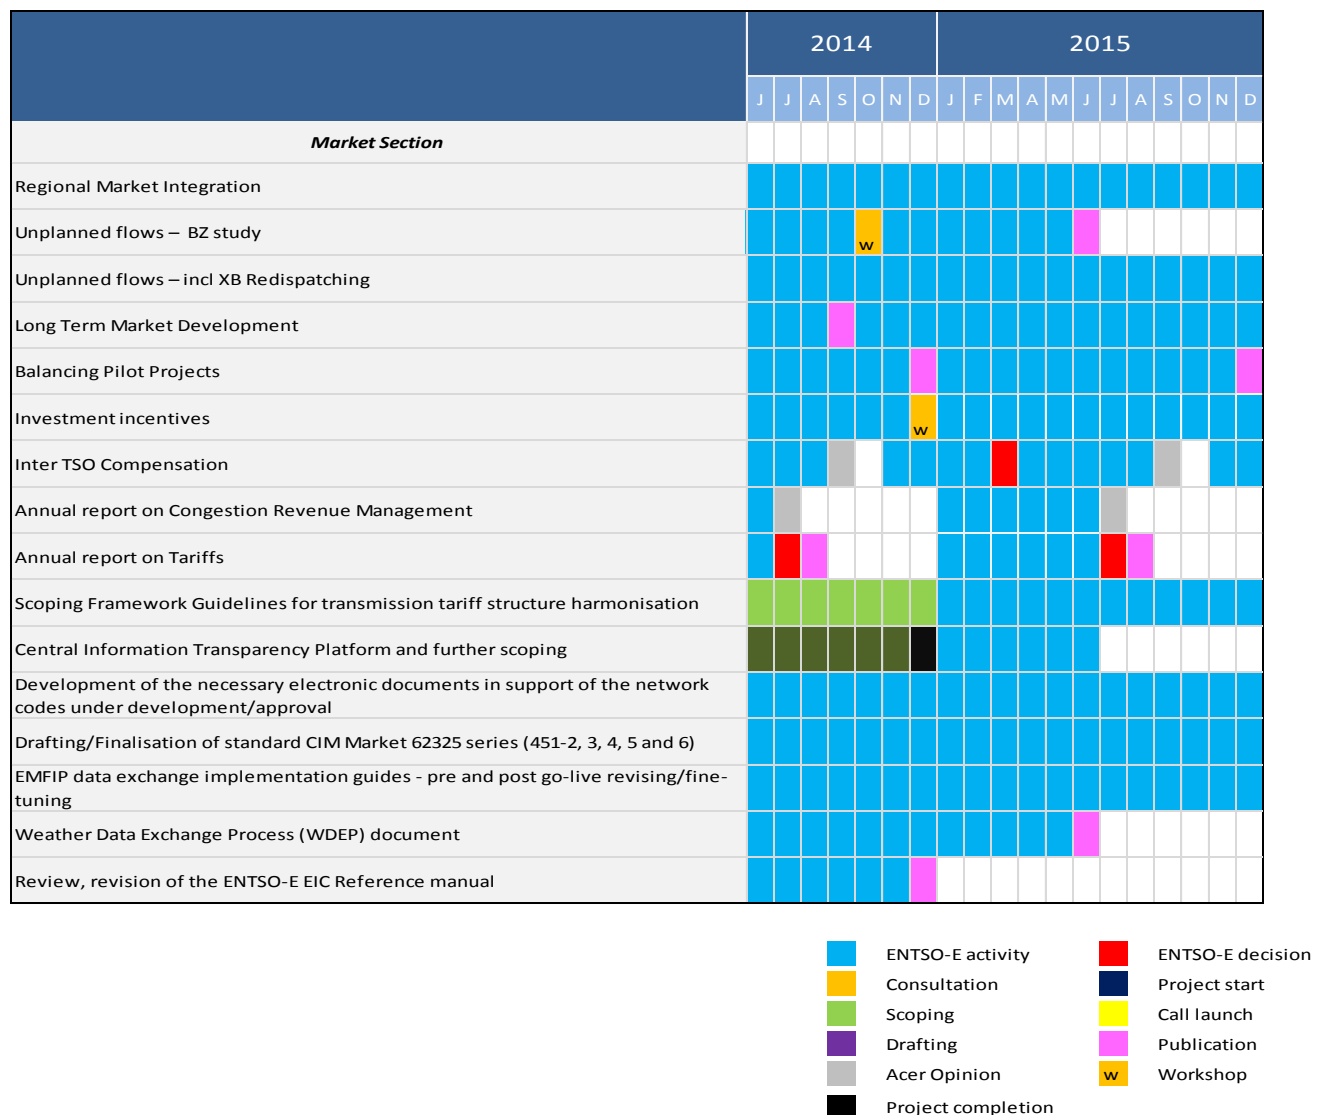 2014 2015
J J A S O N D J F M A M J J A S O N D
Market Section
Regional Market Integration
Unplanned flows – BZ study
w
Unplanned flows – incl XB Redispatching
Long Term Market Development
Balancing Pilot Projects
Investment incentives
w
Inter TSO Compensation
Annual report on Congestion Revenue Management
Annual report on Tariffs
Scoping Framework Guidelines for transmission tariff structure harmonisation
Central Information Transparency Platform and further scoping
Development of the necessary electronic documents in support of the network
codes under development/approval
Drafting/Finalisation of standard CIM Market 62325 series (451-2, 3, 4, 5 and 6)
EMFIP data exchange implementation guides - pre and post go-live revising/fine-
tuning
Weather Data Exchange Process (WDEP) document
Review, revision of the ENTSO-E EIC Reference manual
ENTSO-E activity ENTSO-E decision
Consultation Project start
Scoping Call launch
Drafting Publication
Acer Opinion w Workshop
Project completion